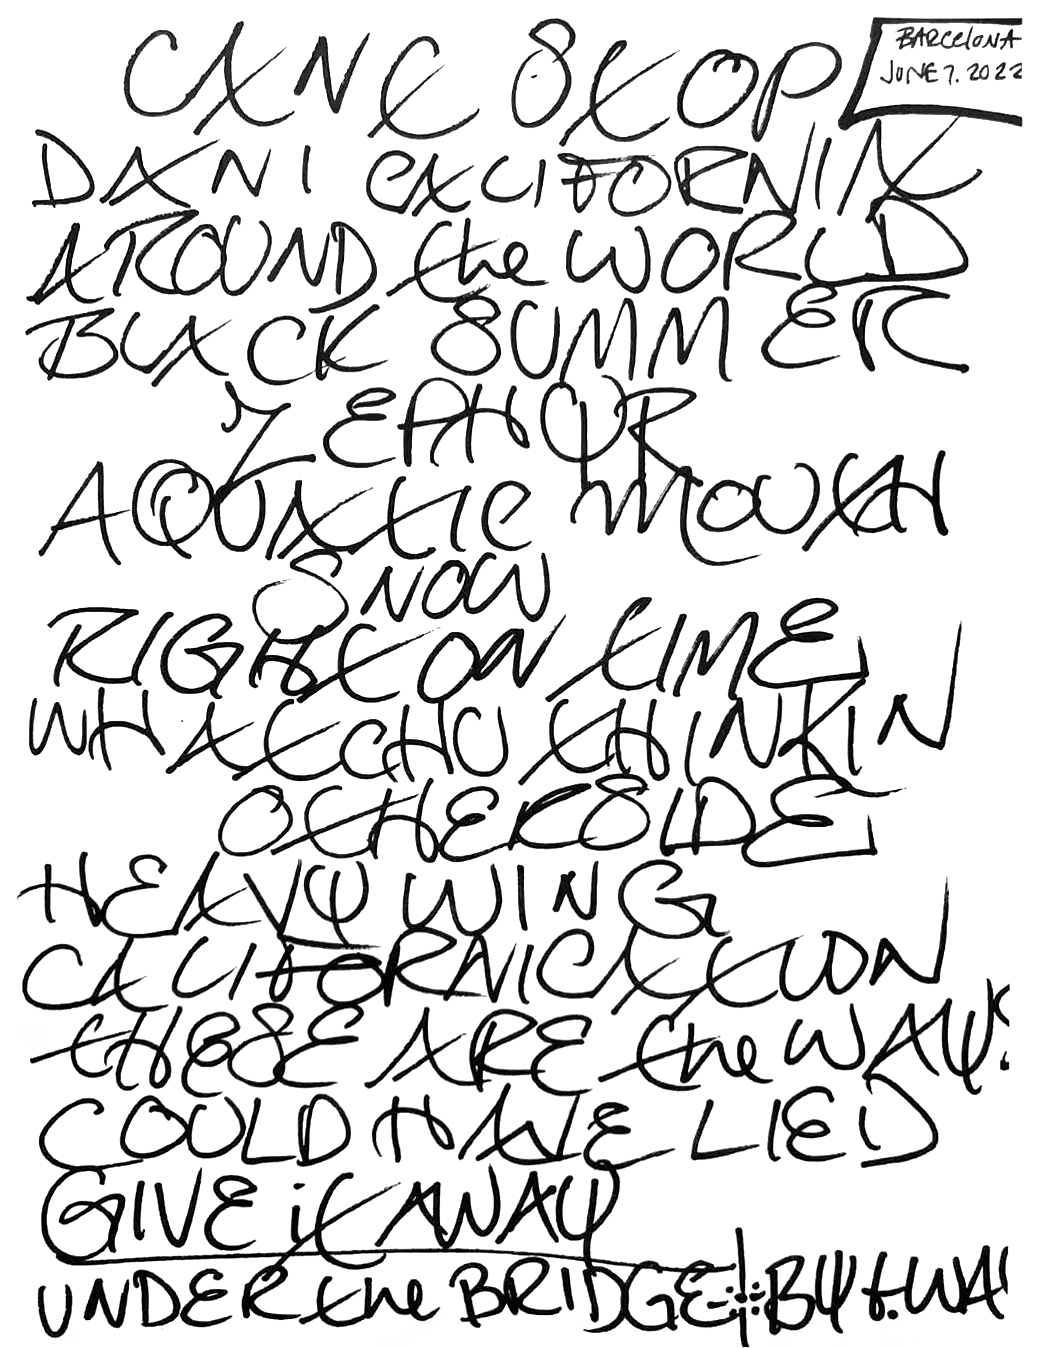 CAN'T STOP
BARCELONA
JUNE 7. 2022
DANI CALIFORNIA
AROUND the WORLD
BLACK SUMMER
ZEPHYR
AQUATIC MOUTH
SNOW
RIGHT ON TIME
WHATCHU THINKIN
OTHERSIDE
HEAVY WING
CALIFORNICATION
THESE ARE the WAYS
COULD HAVE LIED
GIVE iT AWAY
UNDER the BRIDGE BY t. WAY